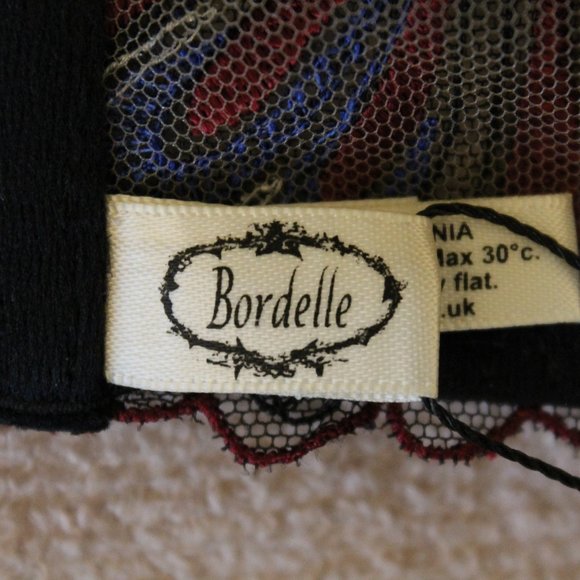 Bordelle
NIA
Max 30°c.
flat.
.uk